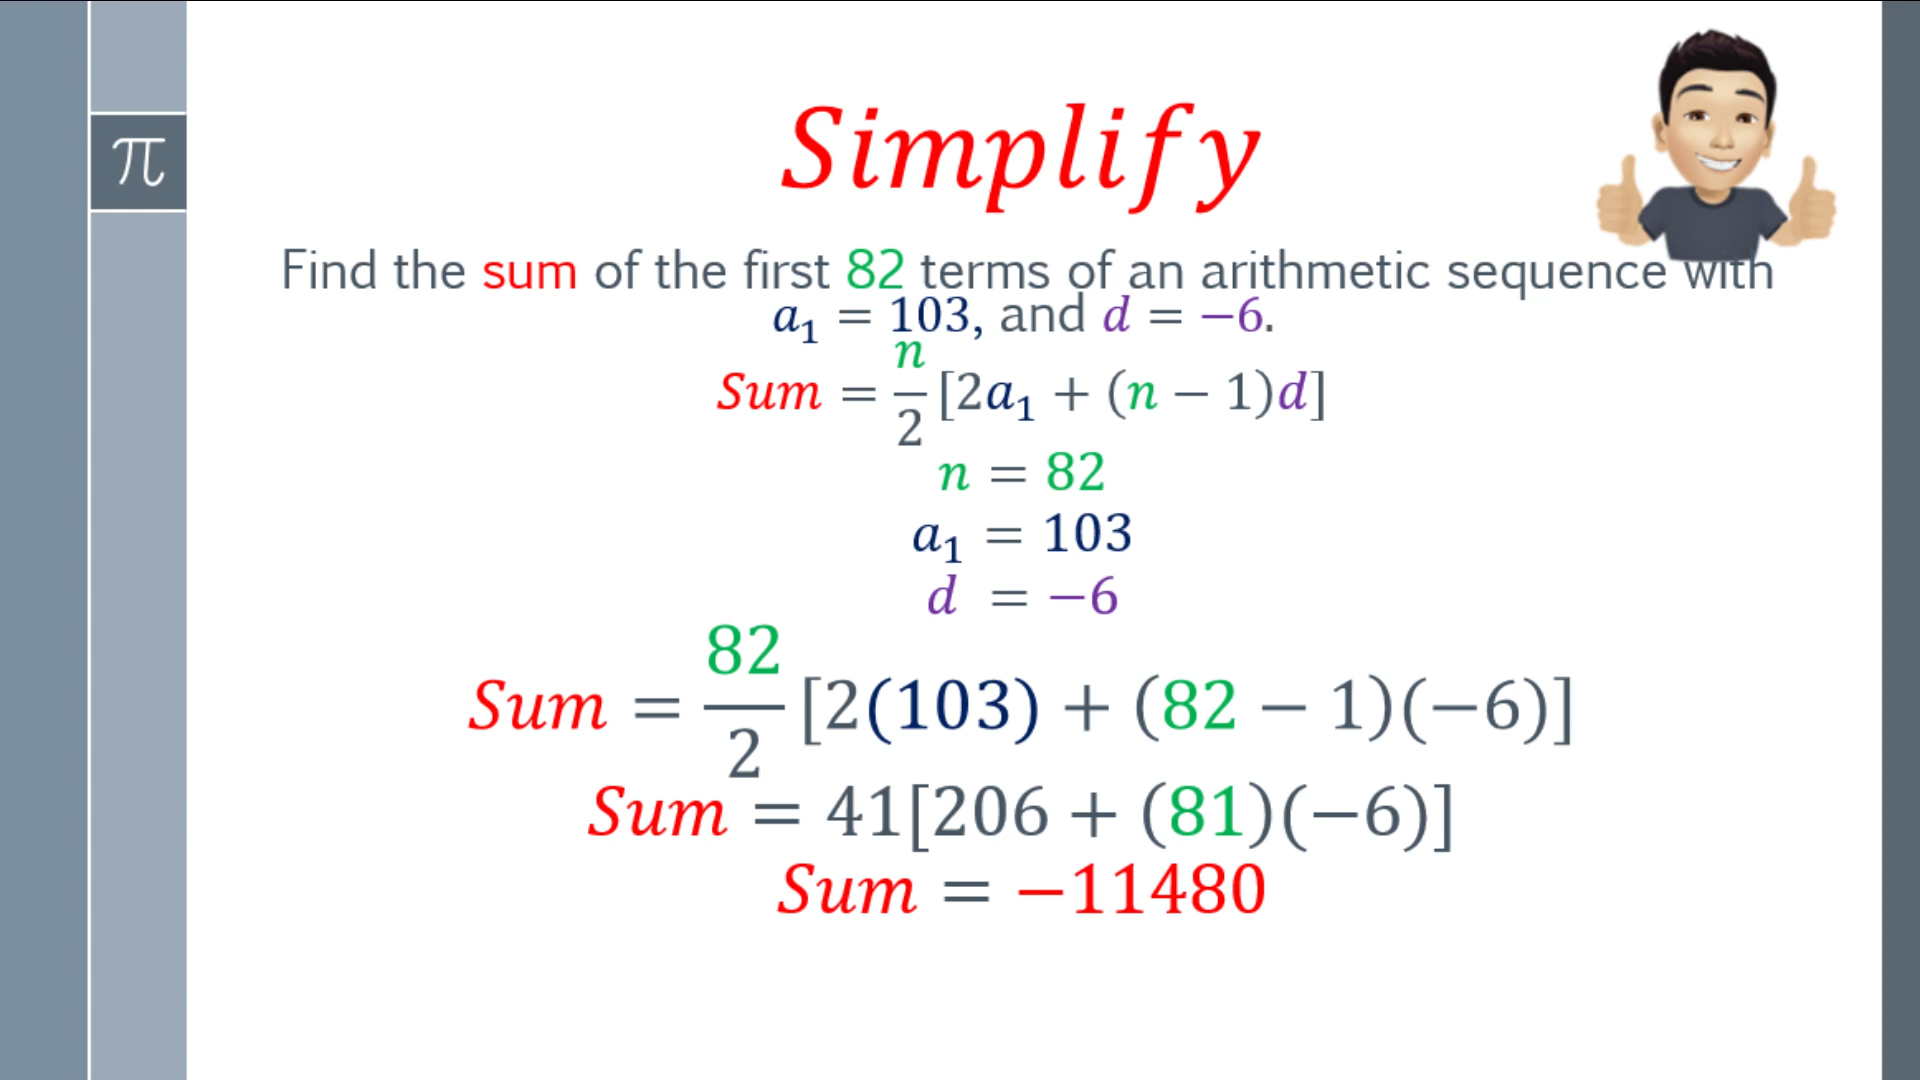 π
Simplify
Find the sum of the first 82 terms of an arithmetic sequence with
a₁ = 103, and d = −6.
Sum = n/2 [2a₁ + (n − 1)d]
n = 82
a₁ = 103
d = −6
Sum = 82/2 [2(103) + (82 − 1)(−6)]
Sum = 41[206 + (81)(−6)]
Sum = −11480